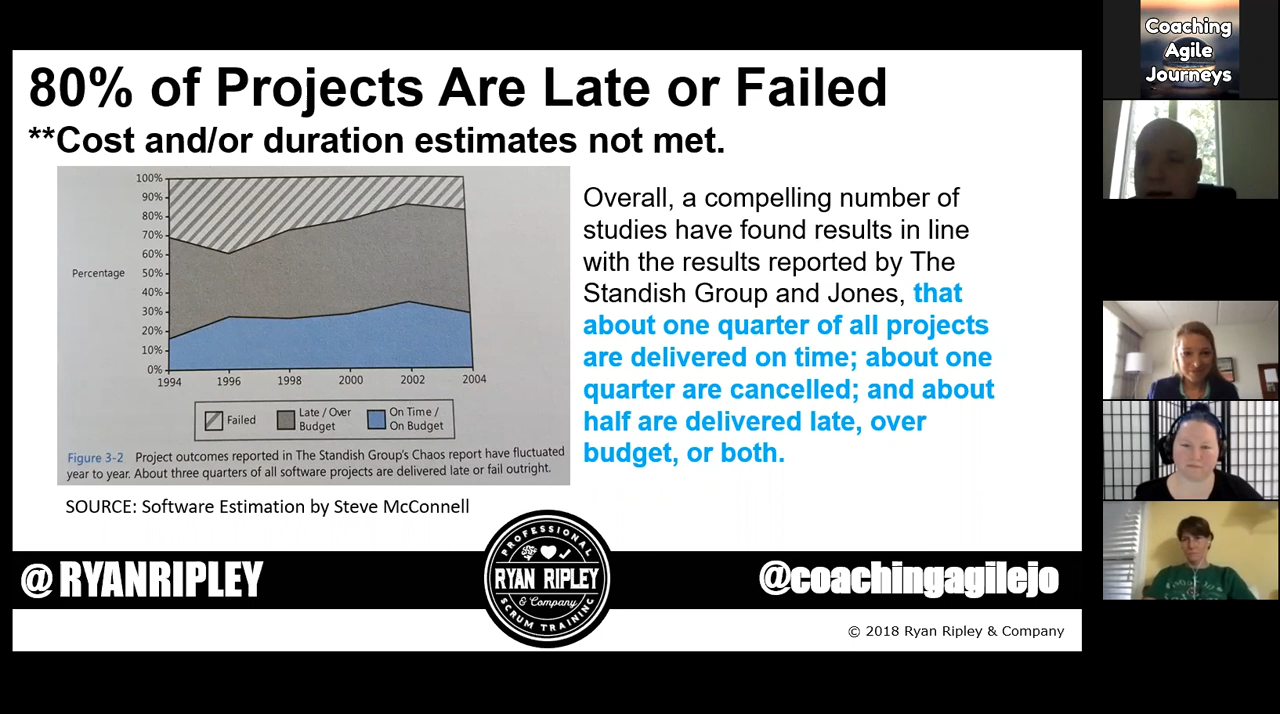 80% of Projects Are Late or Failed
**Cost and/or duration estimates not met.
100%
90%
80%
70%
60%
50%
40%
30%
20%
10%
0%
Percentage
1994
1996
1998
2000
2002
2004
Failed
Late / Over
Budget
On Time /
On Budget
Figure 3-2 Project outcomes reported in The Standish Group's Chaos report have fluctuated
year to year. About three quarters of all software projects are delivered late or fail outright.
SOURCE: Software Estimation by Steve McConnell
Overall, a compelling number of
studies have found results in line
with the results reported by The
Standish Group and Jones, that
about one quarter of all projects
are delivered on time; about one
quarter are cancelled; and about
half are delivered late, over
budget, or both.
@RYANRIPLEY
PROFESSIONAL
RYAN RIPLEY
& Company
SCRUM TRAINING
@coachingagilejo
© 2018 Ryan Ripley & Company
Coaching
Agile
Journeys